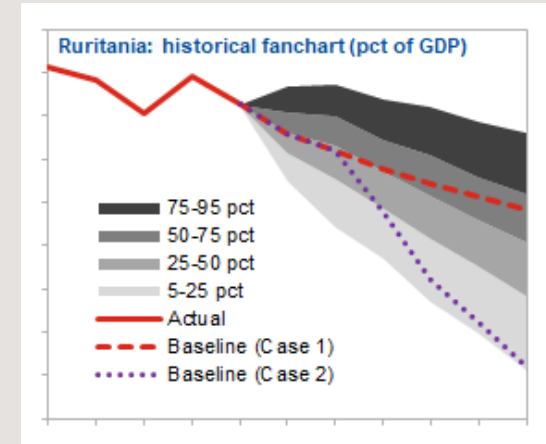 Ruritania: historical fanchart (pct of GDP)
75-95 pct
50-75 pct
25-50 pct
5-25 pct
Actual
Baseline (Case 1)
Baseline (Case 2)